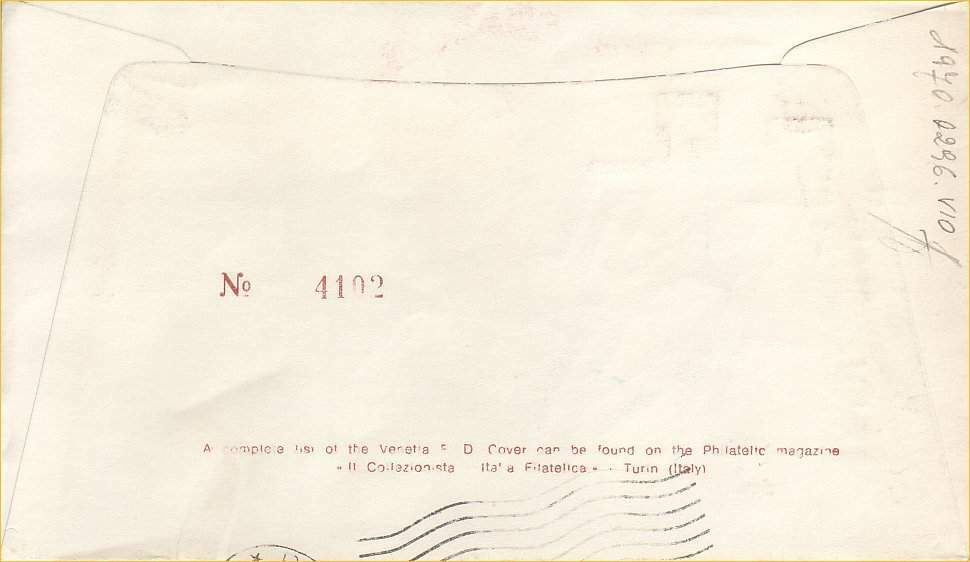 Nº 4102
A complete list of the Venetia F. D. Cover can be found on the Philatelic magazine
« Il Collezionista Italia Filatelica » - Turin (Italy)